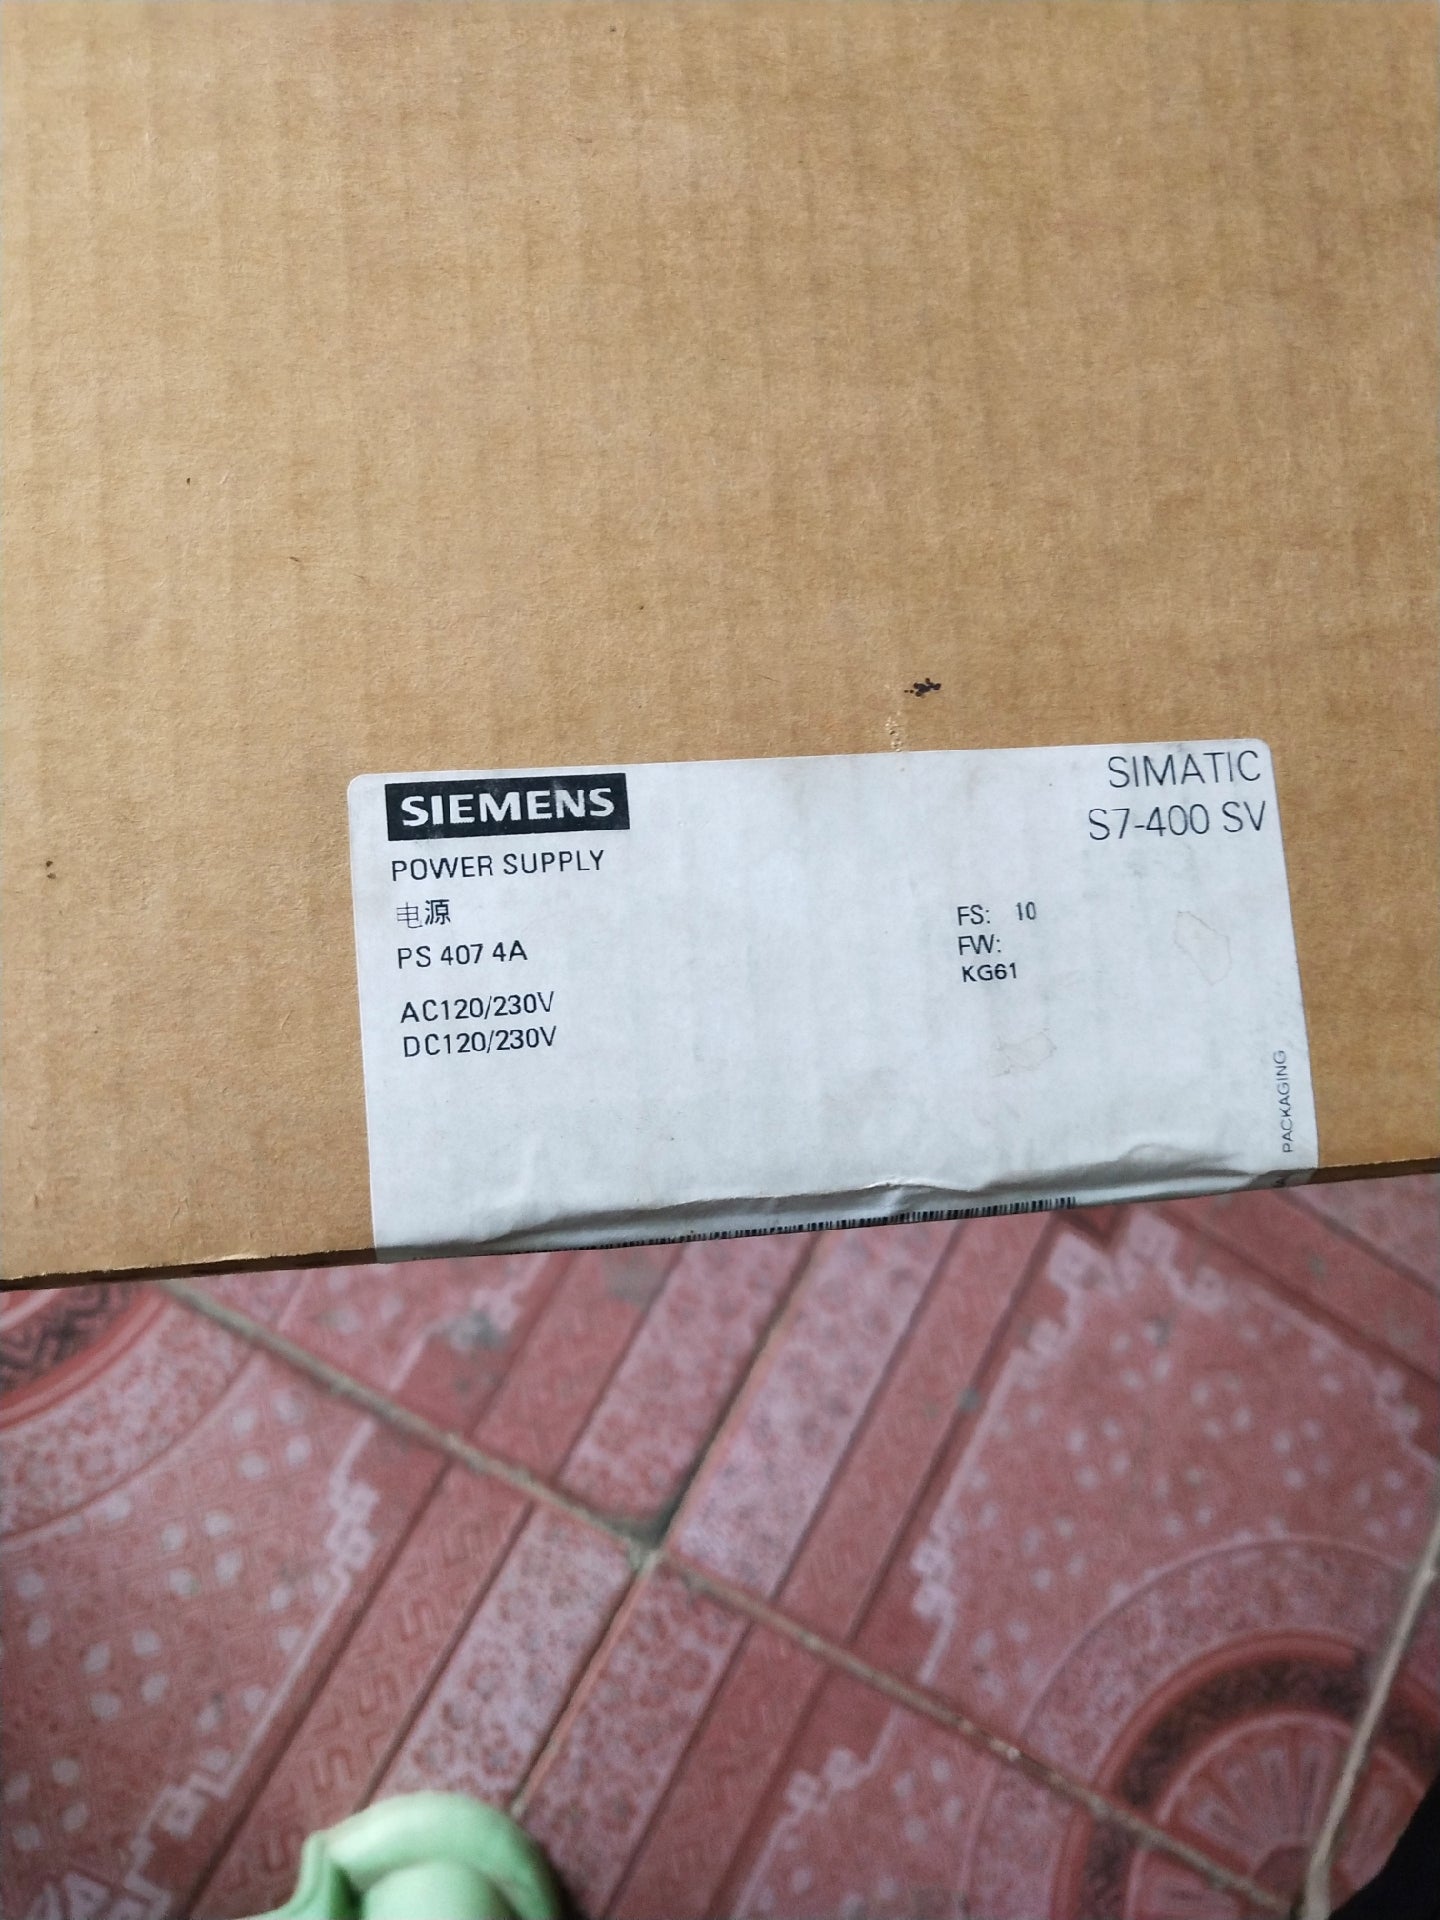 SIEMENS
SIMATIC
S7-400 SV
POWER SUPPLY
电源
PS 407 4A
AC120/230V
DC120/230V
FS: 10
FW:
KG61
PACKAGING